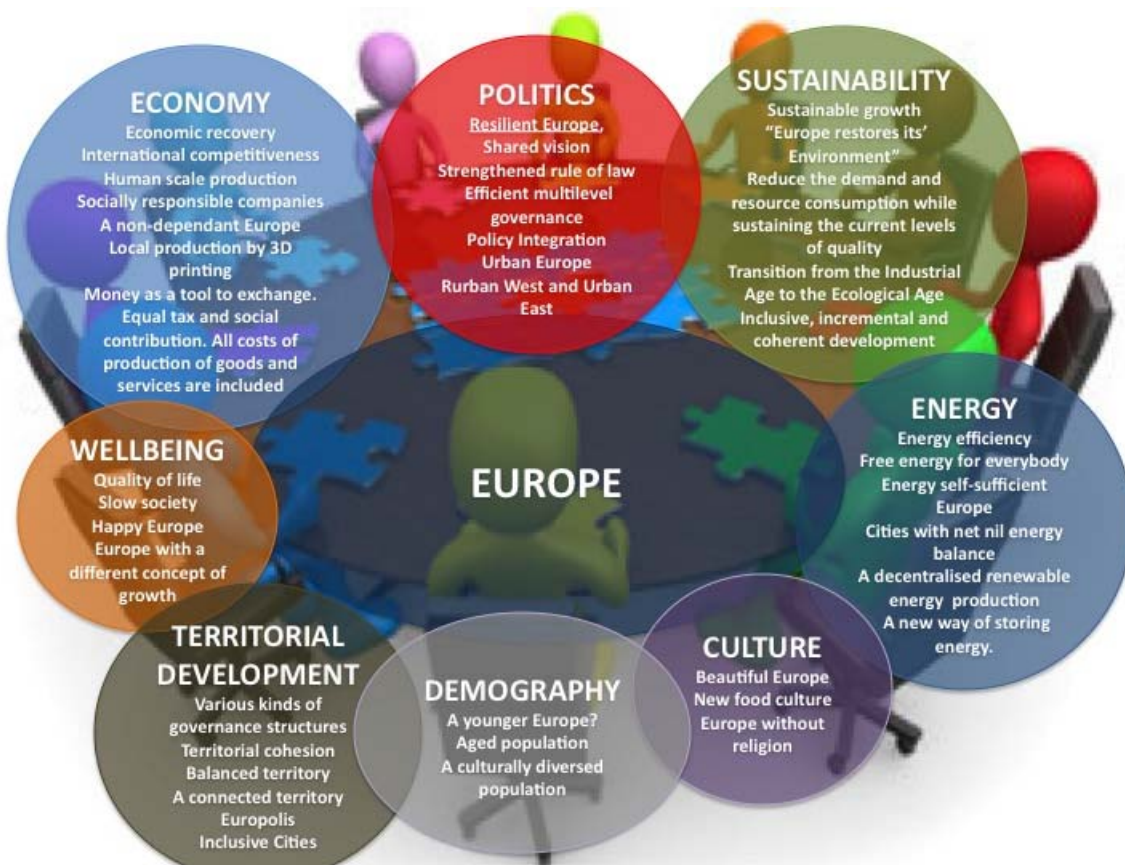 ECONOMY
Economic recovery
International competitiveness
Human scale production
Socially responsible companies
A non-dependant Europe
Local production by 3D
printing
Money as a tool to exchange.
Equal tax and social
contribution. All costs of
production of goods and
services are included
POLITICS
Resilient Europe,
Shared vision
Strengthened rule of law
Efficient multilevel
governance
Policy Integration
Urban Europe
Rurban West and Urban
East
SUSTAINABILITY
Sustainable growth
“Europe restores its’
Environment”
Reduce the demand and
resource consumption while
sustaining the current levels
of quality
Transition from the Industrial
Age to the Ecological Age
Inclusive, incremental and
coherent development
WELLBEING
Quality of life
Slow society
Happy Europe
Europe with a
different concept of
growth
EUROPE
ENERGY
Energy efficiency
Free energy for everybody
Energy self-sufficient
Europe
Cities with net nil energy
balance
A decentralised renewable
energy production
A new way of storing
energy.
TERRITORIAL
DEVELOPMENT
Various kinds of
governance structures
Territorial cohesion
Balanced territory
A connected territory
Europolis
Inclusive Cities
DEMOGRAPHY
A younger Europe?
Aged population
A culturally diversed
population
CULTURE
Beautiful Europe
New food culture
Europe without
religion